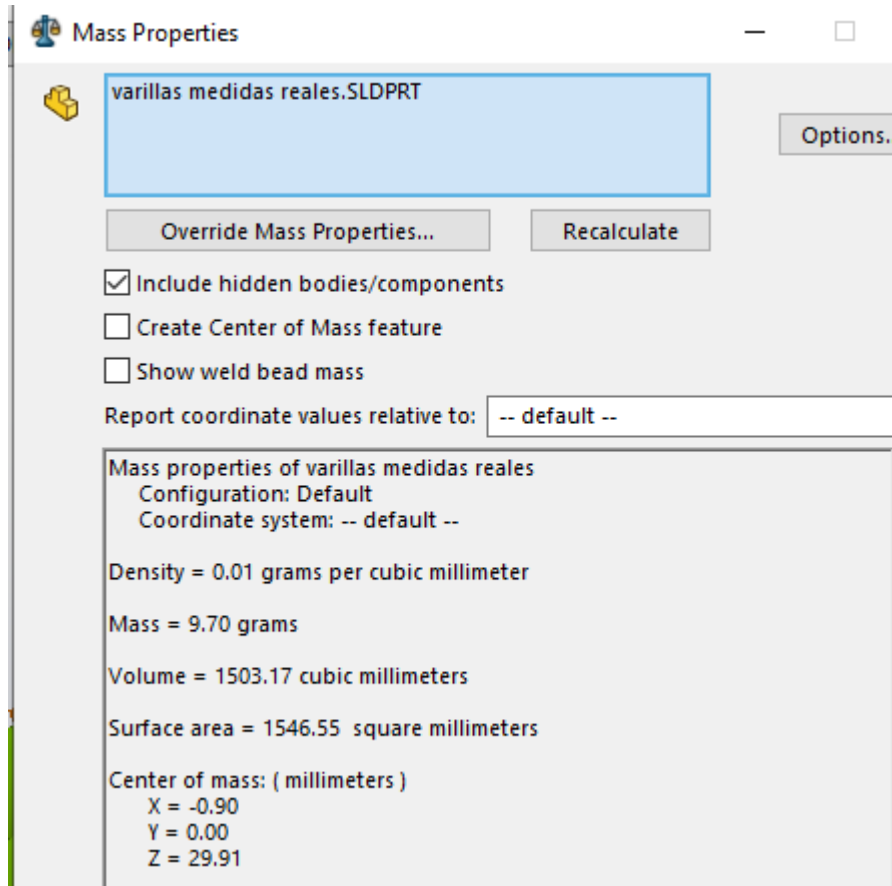 Mass Properties
varillas medidas reales.SLDPRT
Options.
Override Mass Properties...
Recalculate
Include hidden bodies/components
Create Center of Mass feature
Show weld bead mass
Report coordinate values relative to:
-- default --
Mass properties of varillas medidas reales
Configuration: Default
Coordinate system: -- default --
Density = 0.01 grams per cubic millimeter
Mass = 9.70 grams
Volume = 1503.17 cubic millimeters
Surface area = 1546.55  square millimeters
Center of mass: ( millimeters )
X = -0.90
Y = 0.00
Z = 29.91